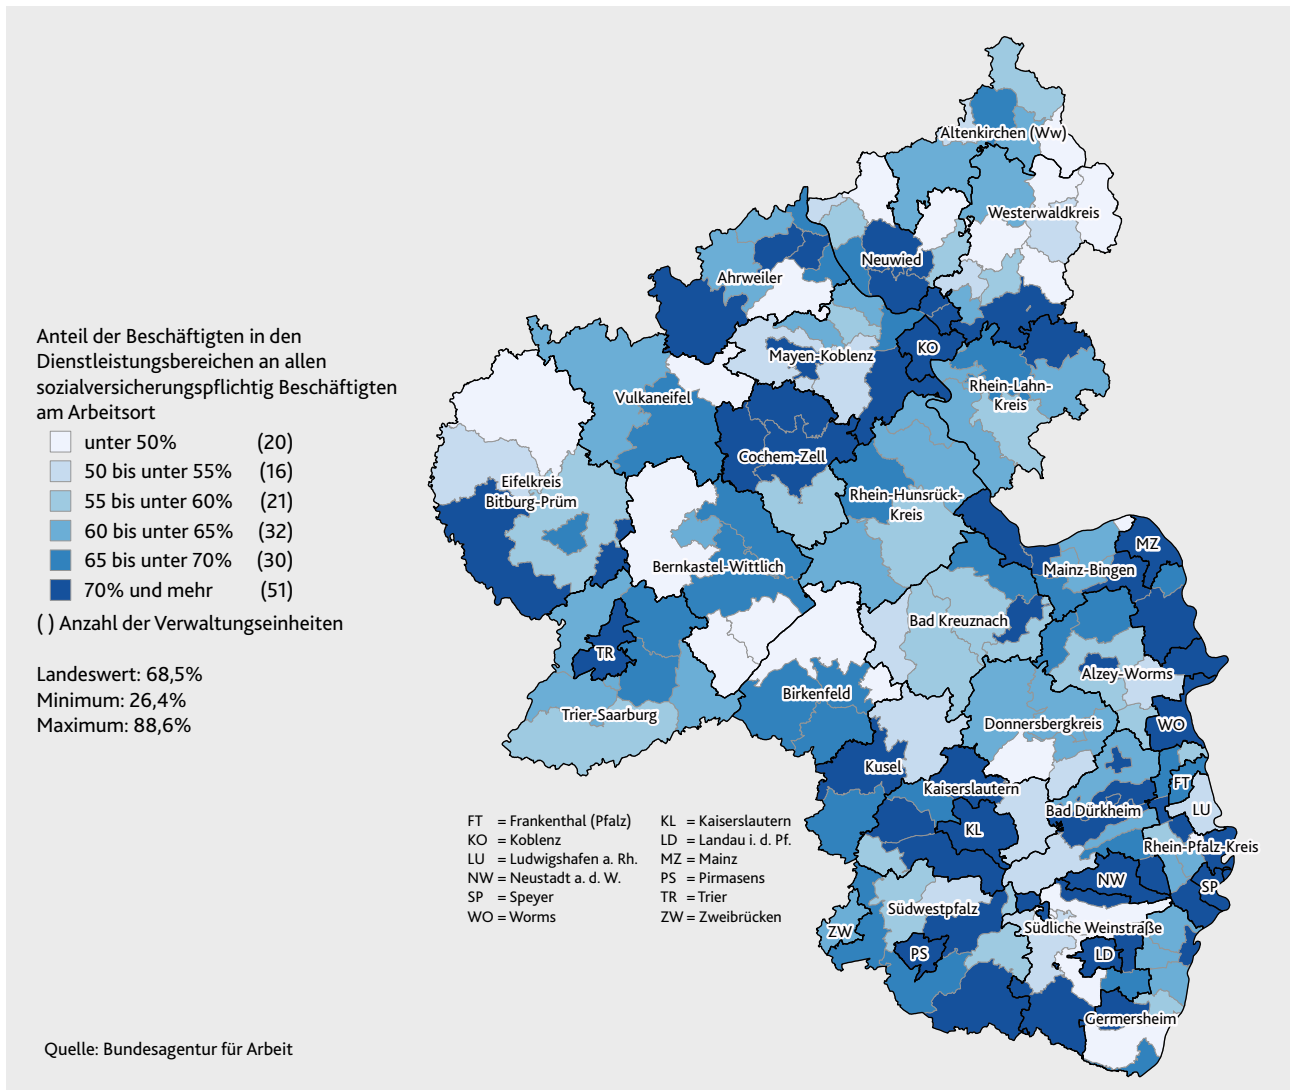 Altenkirchen (Ww)
Westerwaldkreis
Neuwied
Ahrweiler
KO
Mayen-Koblenz
Rhein-Lahn-
Kreis
Vulkaneifel
Cochem-Zell
Eifelkreis
Bitburg-Prüm
Rhein-Hunsrück-
Kreis
MZ
Mainz-Bingen
Bernkastel-Wittlich
Bad Kreuznach
TR
Alzey-Worms
Birkenfeld
Trier-Saarburg
Donnersbergkreis
WO
Kusel
Kaiserslautern
FT
Bad Dürkheim
LU
KL
Rhein-Pfalz-Kreis
NW
SP
Südwestpfalz
Südliche Weinstraße
ZW
PS
LD
Germersheim
Anteil der Beschäftigten in den
Dienstleistungsbereichen an allen
sozialversicherungspflichtig Beschäftigten
am Arbeitsort
unter 50% (20)
50 bis unter 55% (16)
55 bis unter 60% (21)
60 bis unter 65% (32)
65 bis unter 70% (30)
70% und mehr (51)
( ) Anzahl der Verwaltungseinheiten
Landeswert: 68,5%
Minimum: 26,4%
Maximum: 88,6%
FT = Frankenthal (Pfalz) KL = Kaiserslautern
KO = Koblenz LD = Landau i. d. Pf.
LU = Ludwigshafen a. Rh. MZ = Mainz
NW = Neustadt a. d. W. PS = Pirmasens
SP = Speyer TR = Trier
WO = Worms ZW = Zweibrücken
Quelle: Bundesagentur für Arbeit